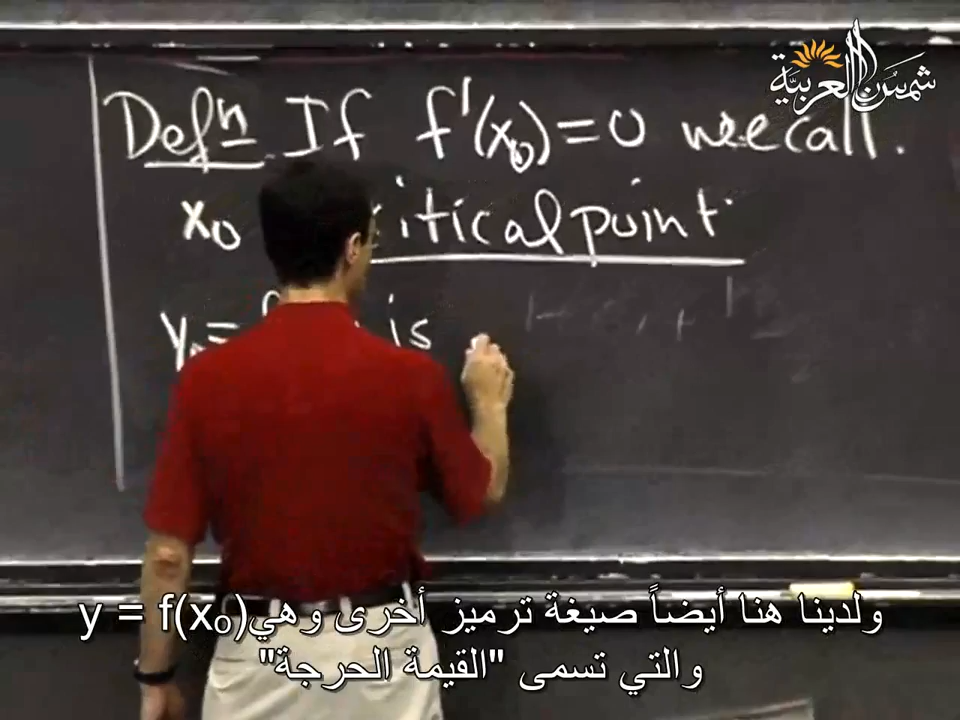 شمس العربية
Defn If f'(x₀)=0 we call.
x₀ critical point
y₀= is
ولدينا هنا أيضاً صيغة ترميز أخرى وهي y = f(x₀)
والتي تسمى "القيمة الحرجة"